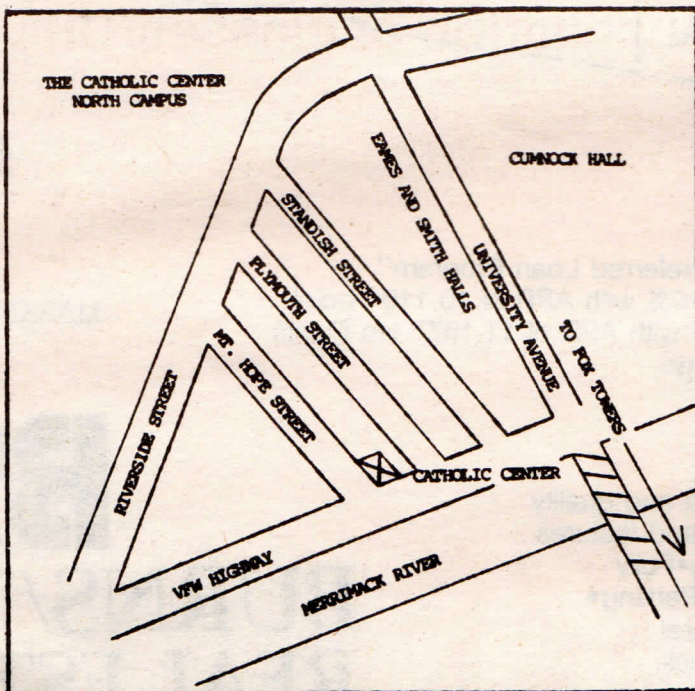 THE CATHOLIC CENTER
NORTH CAMPUS
CUMNOCK HALL
EAMES AND SMITH HALLS
STANDISH STREET
UNIVERSITY AVENUE
PLYMOUTH STREET
TO FOX TOWERS
MT. HOPE STREET
RIVERSIDE STREET
CATHOLIC CENTER
VFW HIGHWAY
MERRIMACK RIVER